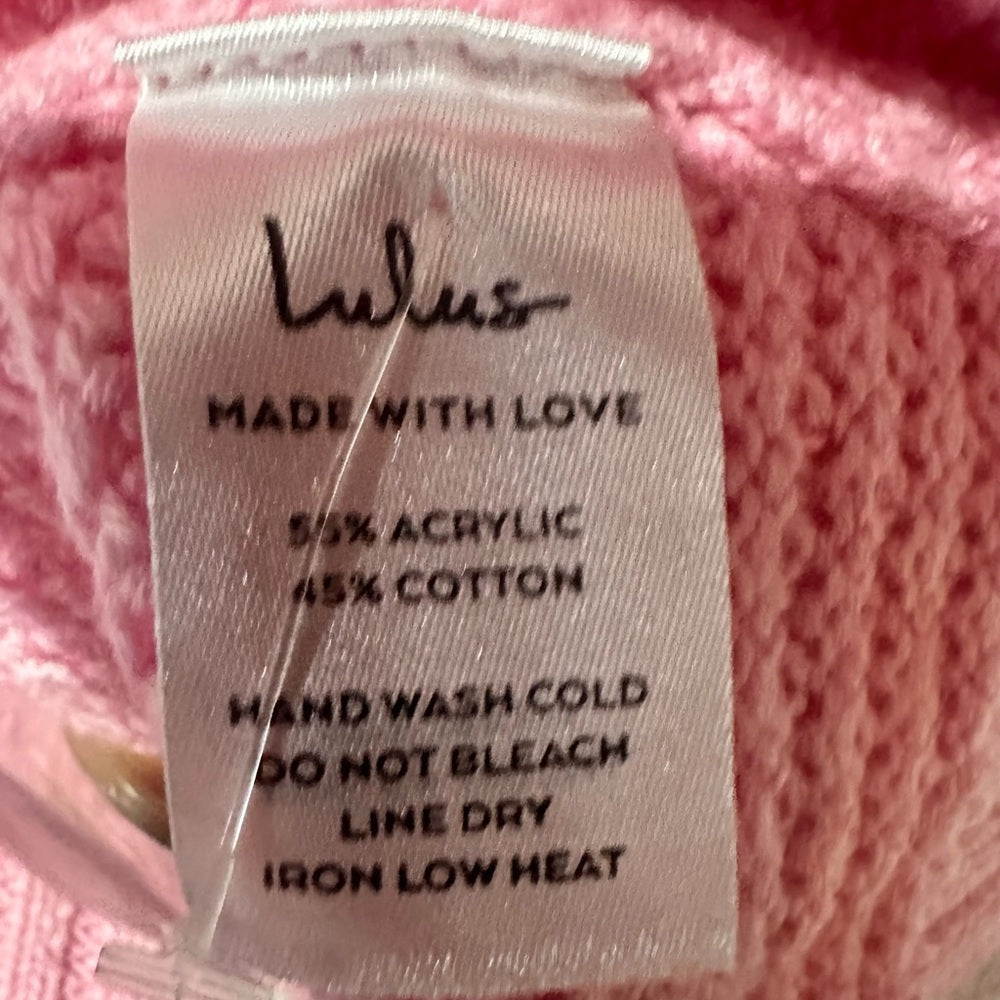 Lulus
MADE WITH LOVE
55% ACRYLIC
45% COTTON
HAND WASH COLD
DO NOT BLEACH
LINE DRY
IRON LOW HEAT